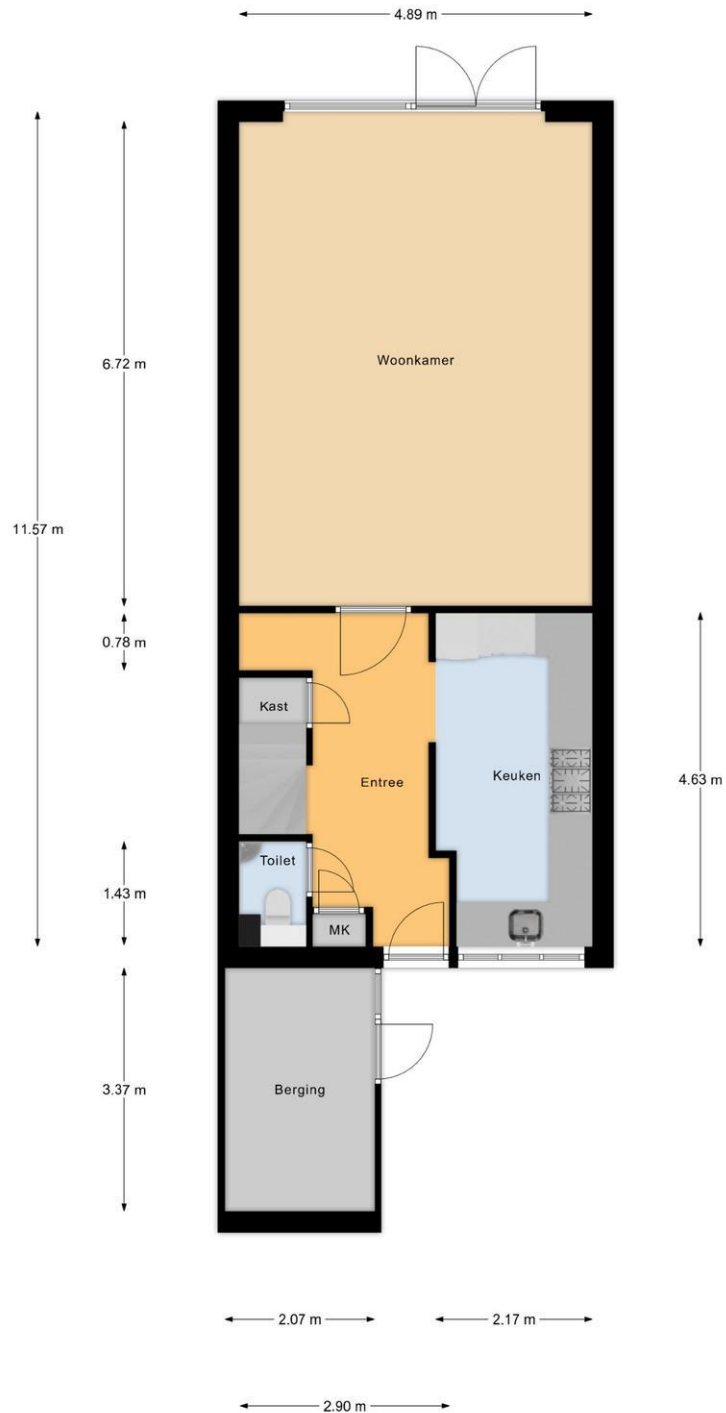 4.89 m
6.72 m
Woonkamer
11.57 m
0.78 m
Kast
Entree
Keuken
4.63 m
Toilet
1.43 m
MK
3.37 m
Berging
2.07 m
2.17 m
2.90 m